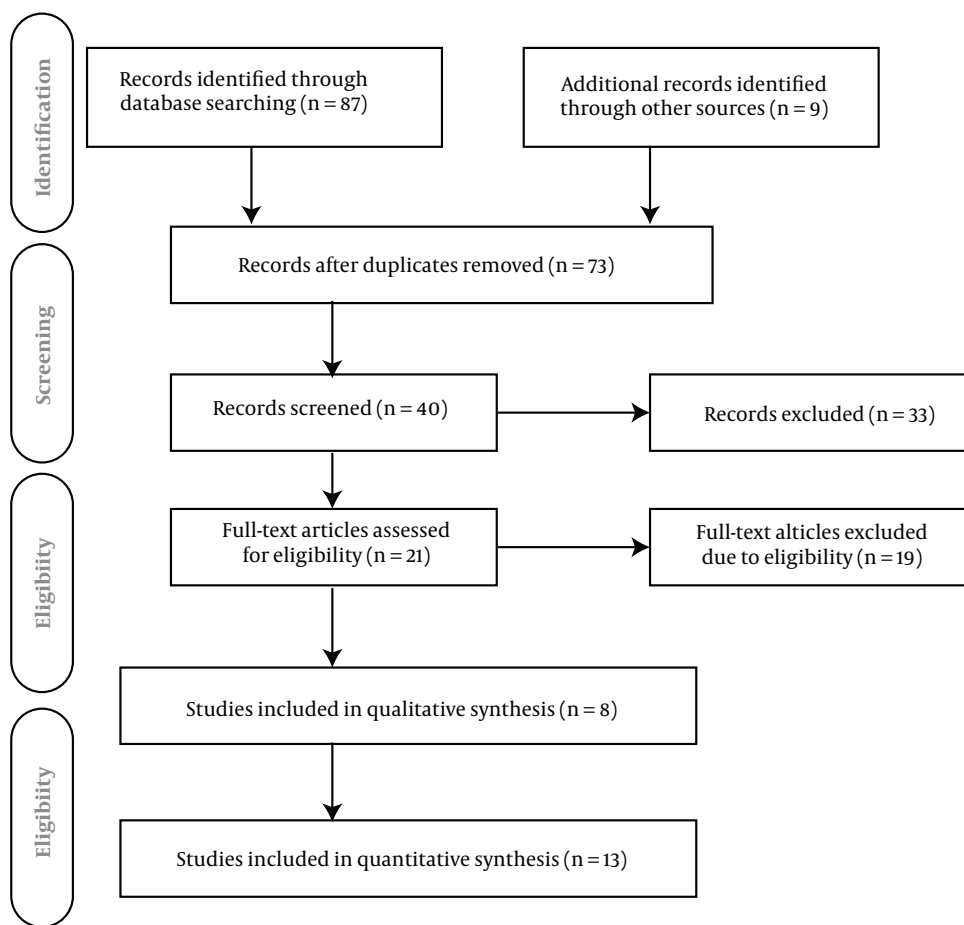 Identification
Records identified through
database searching (n = 87)
Additional records identified
through other sources (n = 9)
Records after duplicates removed (n = 73)
Screening
Records screened (n = 40)
Records excluded (n = 33)
Eligibiity
Full-text articles assessed
for eligibility (n = 21)
Full-text alticles excluded
due to eligibility (n = 19)
Studies included in qualitative synthesis (n = 8)
Eligibiity
Studies included in quantitative synthesis (n = 13)